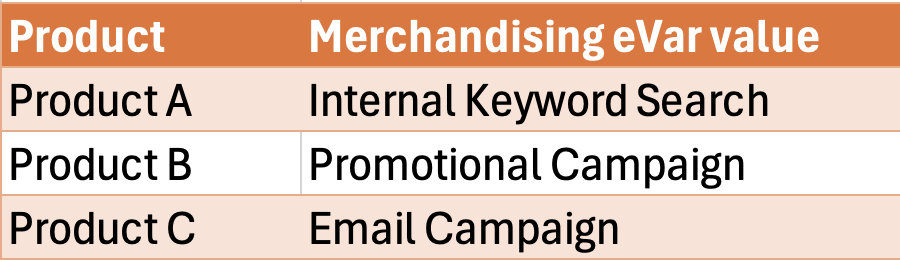 Product Merchandising eVar value
Product A Internal Keyword Search
Product B Promotional Campaign
Product C Email Campaign